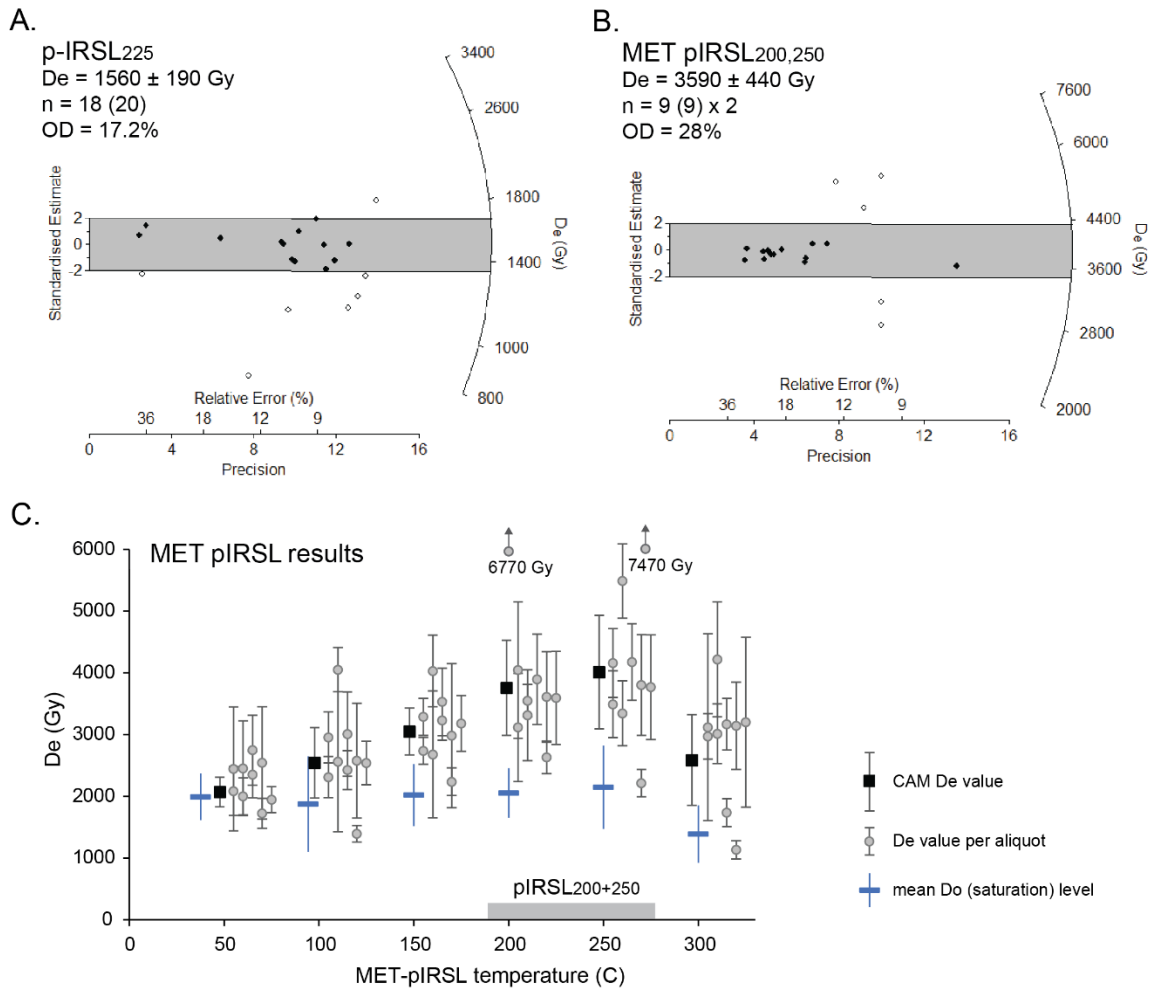 A.
p-IRSL225
De = 1560 ± 190 Gy
n = 18 (20)
OD = 17.2%
3400
2600
1800
1400
1000
800
De (Gy)
Standardised Estimate
2
0
-2
Relative Error (%)
36 18 12 9
0 4 8 12 16
Precision
B.
MET pIRSL200,250
De = 3590 ± 440 Gy
n = 9 (9) x 2
OD = 28%
7600
6000
4400
3600
2800
2000
De (Gy)
Standardised Estimate
2
0
-2
Relative Error (%)
36 18 12 9
0 4 8 12 16
Precision
C.
MET pIRSL results
6770 Gy
7470 Gy
De (Gy)
6000
5000
4000
3000
2000
1000
0
pIRSL200+250
0 50 100 150 200 250 300
MET-pIRSL temperature (C)
CAM De value
De value per aliquot
mean Do (saturation) level